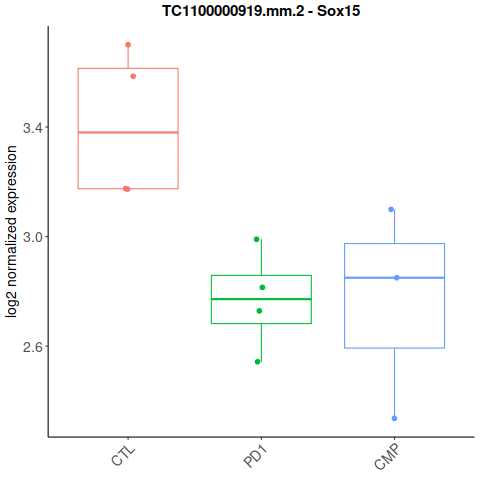 TC1100000919.mm.2 - Sox15
log2 normalized expression
3.4
3.0
2.6
CTL
PD1
CMP